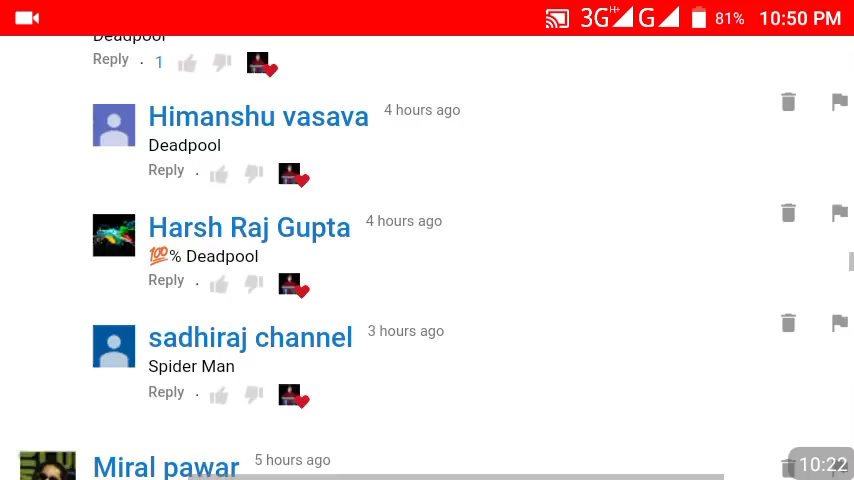 3G H+ G 81% 10:50 PM
Deadpool
Reply . 1
Himanshu vasava 4 hours ago
Deadpool
Reply .
Harsh Raj Gupta 4 hours ago
💯% Deadpool
Reply .
sadhiraj channel 3 hours ago
Spider Man
Reply .
Miral pawar 5 hours ago
10:22